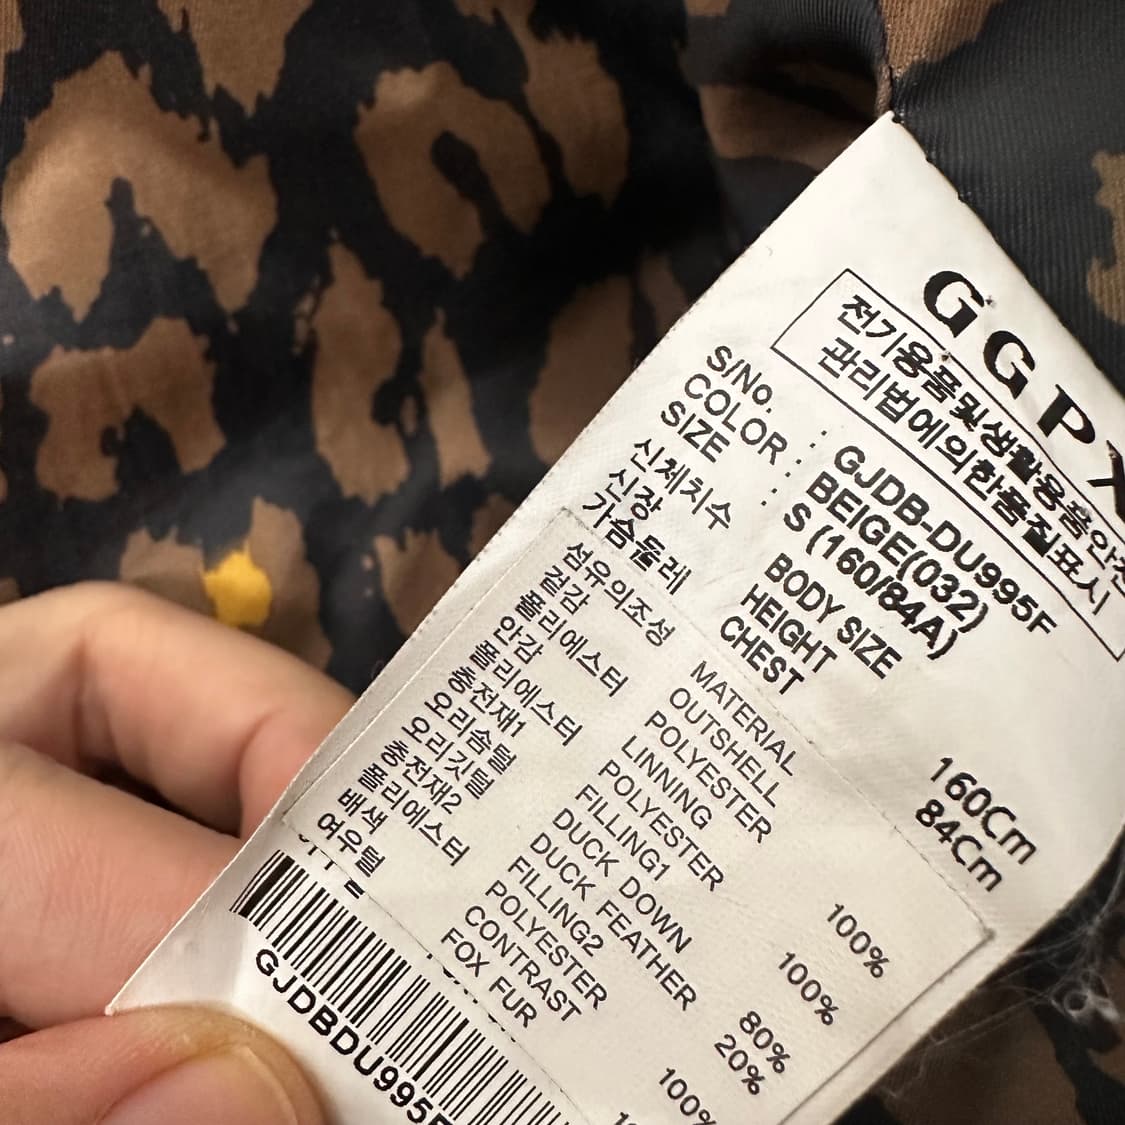 GGPX
전기용품및생활용품안전
관리법에의한품질표시
S/No. : GJDB-DU995F
COLOR : BEIGE(032)
SIZE : S (160/84A)
신체치수 BODY SIZE
신장 HEIGHT 160Cm
가슴둘레 CHEST 84Cm
섬유의조성 MATERIAL
겉감 OUTSHELL
폴리에스터 POLYESTER 100%
안감 LINNING
폴리에스터 POLYESTER 100%
충전재1 FILLING1
오리솜털 DUCK DOWN 80%
오리깃털 DUCK FEATHER 20%
충전재2 FILLING2
폴리에스터 POLYESTER 100%
배색 CONTRAST
여우털 FOX FUR
GJDBDU995F